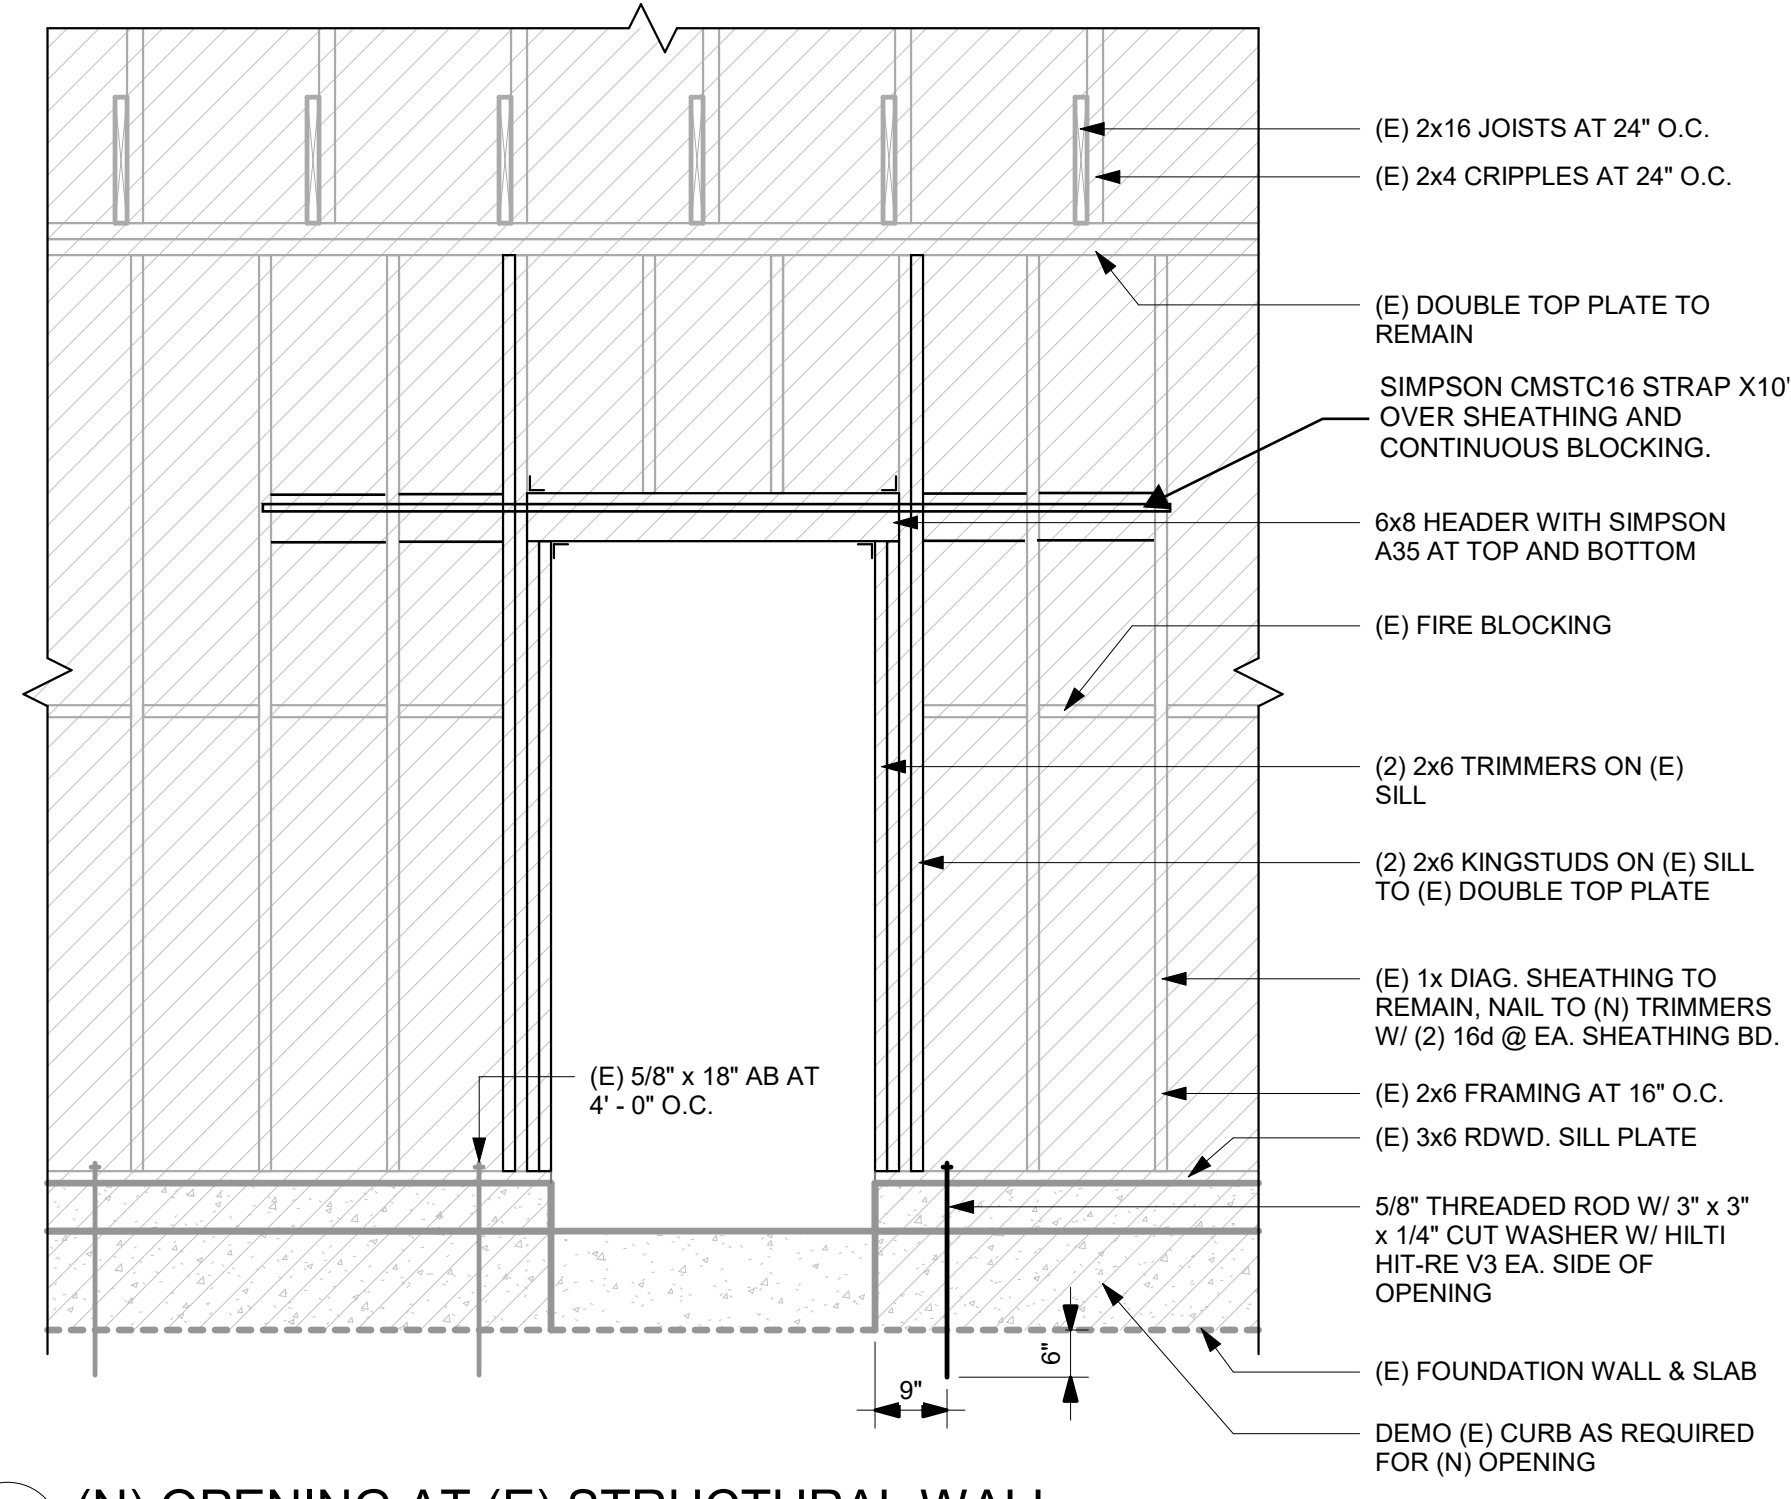 (E) 2x16 JOISTS AT 24" O.C.
(E) 2x4 CRIPPLES AT 24" O.C.
(E) DOUBLE TOP PLATE TO
REMAIN
SIMPSON CMSTC16 STRAP X10'
OVER SHEATHING AND
CONTINUOUS BLOCKING.
6x8 HEADER WITH SIMPSON
A35 AT TOP AND BOTTOM
(E) FIRE BLOCKING
(2) 2x6 TRIMMERS ON (E)
SILL
(2) 2x6 KINGSTUDS ON (E) SILL
TO (E) DOUBLE TOP PLATE
(E) 1x DIAG. SHEATHING TO
REMAIN, NAIL TO (N) TRIMMERS
W/ (2) 16d @ EA. SHEATHING BD.
(E) 5/8" x 18" AB AT
4' - 0" O.C.
(E) 2x6 FRAMING AT 16" O.C.
(E) 3x6 RDWD. SILL PLATE
5/8" THREADED ROD W/ 3" x 3"
x 1/4" CUT WASHER W/ HILTI
HIT-RE V3 EA. SIDE OF
OPENING
6"
9"
(E) FOUNDATION WALL & SLAB
DEMO (E) CURB AS REQUIRED
FOR (N) OPENING
(N) OPENING AT (E) STRUCTURAL WALL